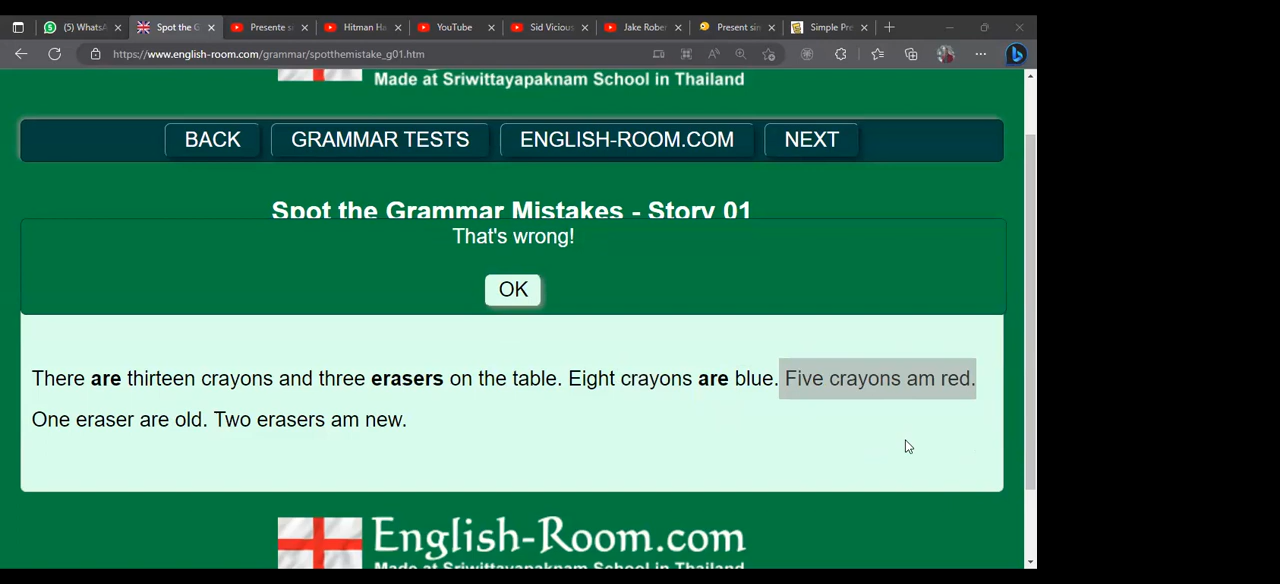 (5) WhatsA
Spot the G
Presente s
Hitman Ha
YouTube
Sid Vicious
Jake Rober
Present sim
Simple Pre
https://www.english-room.com/grammar/spotthemistake_g01.htm
Made at Sriwittayapaknam School in Thailand
BACK
GRAMMAR TESTS
ENGLISH-ROOM.COM
NEXT
Spot the Grammar Mistakes - Story 01
That's wrong!
OK
There are thirteen crayons and three erasers on the table. Eight crayons are blue. Five crayons am red.
One eraser are old. Two erasers am new.
English-Room.com
Made at Sriwittayapaknam School in Thailand